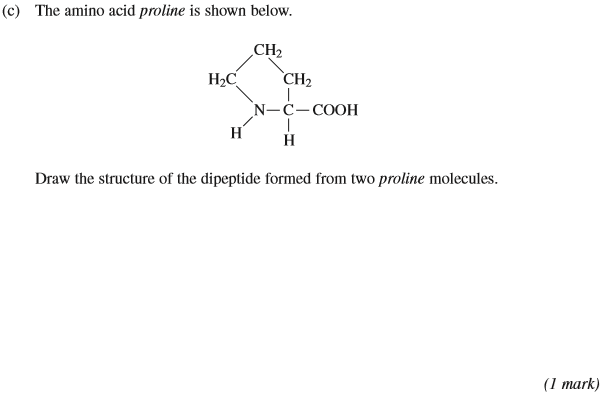 (c) The amino acid proline is shown below.
CH₂
H₂C CH₂
N–C–COOH
H H
Draw the structure of the dipeptide formed from two proline molecules.
(1 mark)